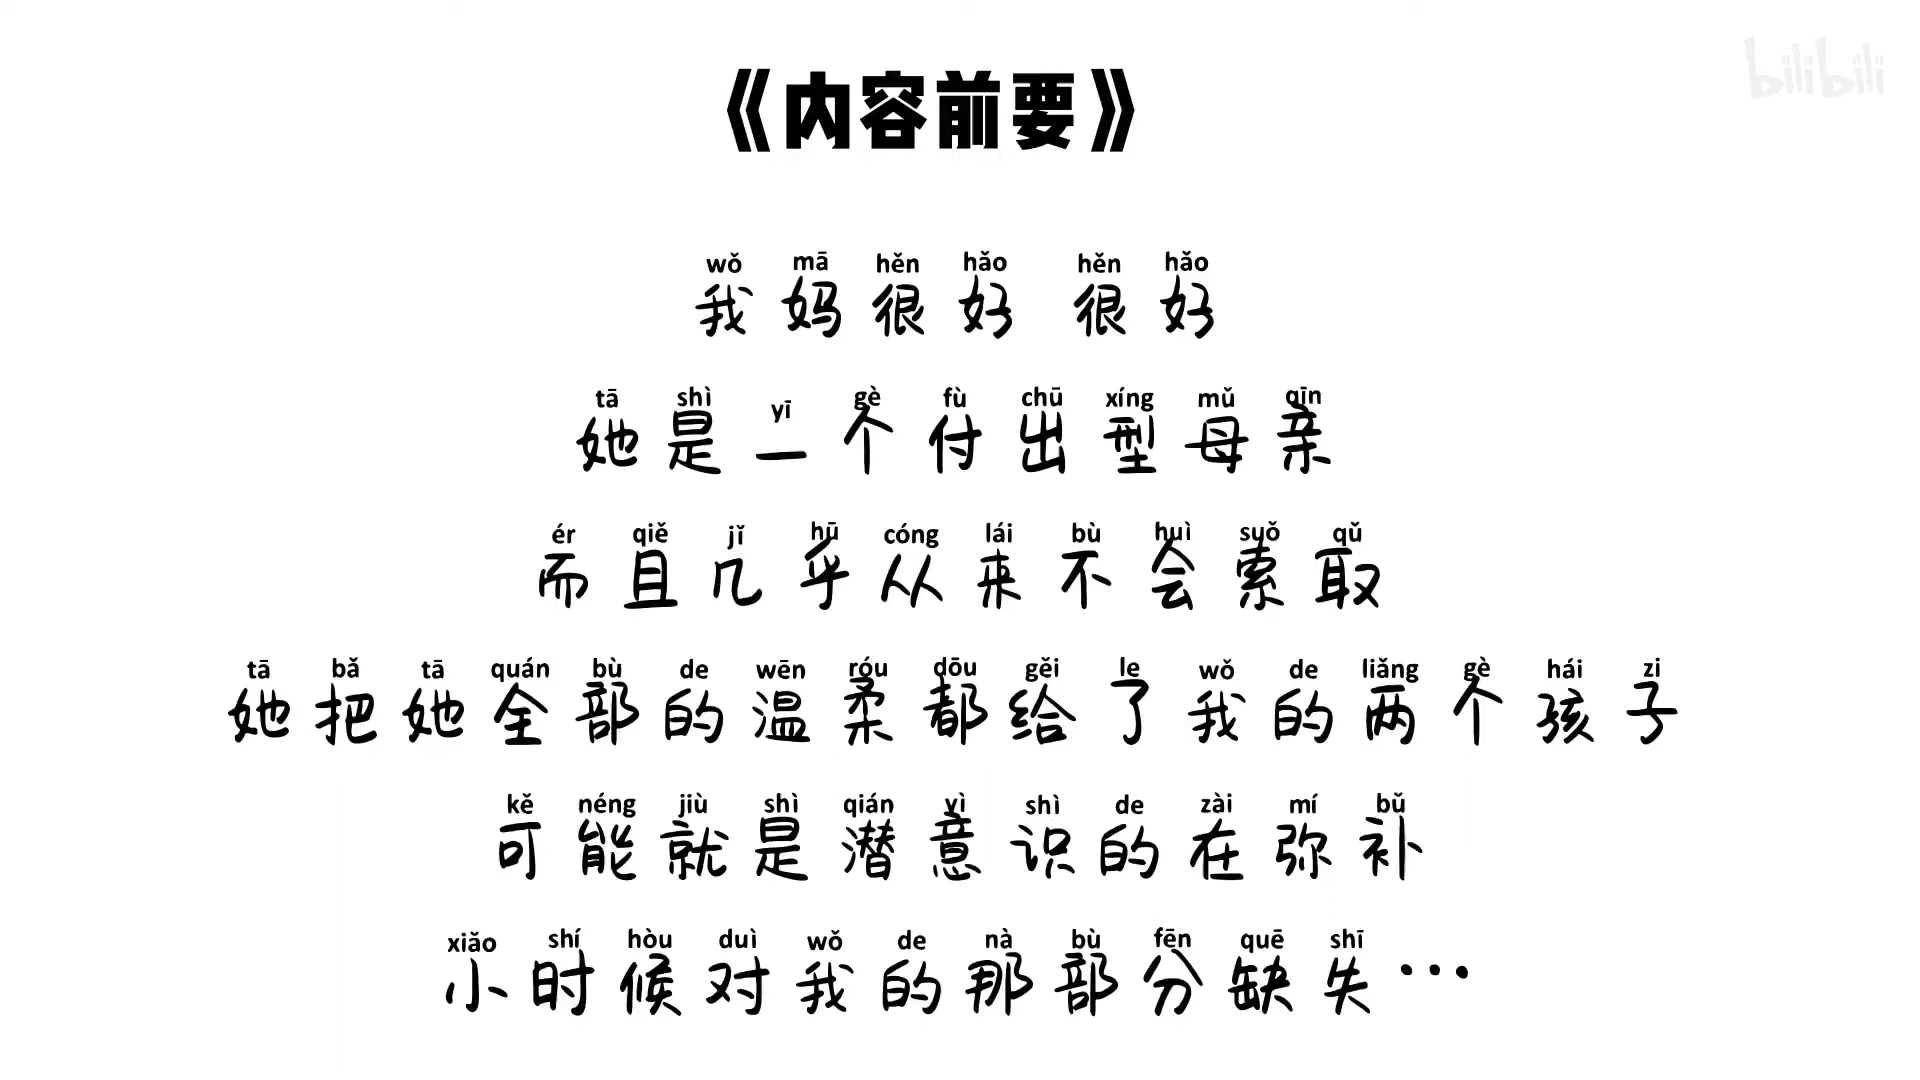 《内容前要》
bilibili
wǒ mā hěn hǎo hěn hǎo
我妈很好 很好
tā shì yī gè fù chū xíng mǔ qīn
她是一个付出型母亲
ér qiě jǐ hū cóng lái bù huì suǒ qǔ
而且几乎从来不会索取
tā bǎ tā quán bù de wēn róu dōu gěi le wǒ de liǎng gè hái zi
她把她全部的温柔都给了我的两个孩子
kě néng jiù shì qián yì shì de zài mí bǔ
可能就是潜意识的在弥补
xiǎo shí hòu duì wǒ de nà bù fēn quē shī
小时候对我的那部分缺失…